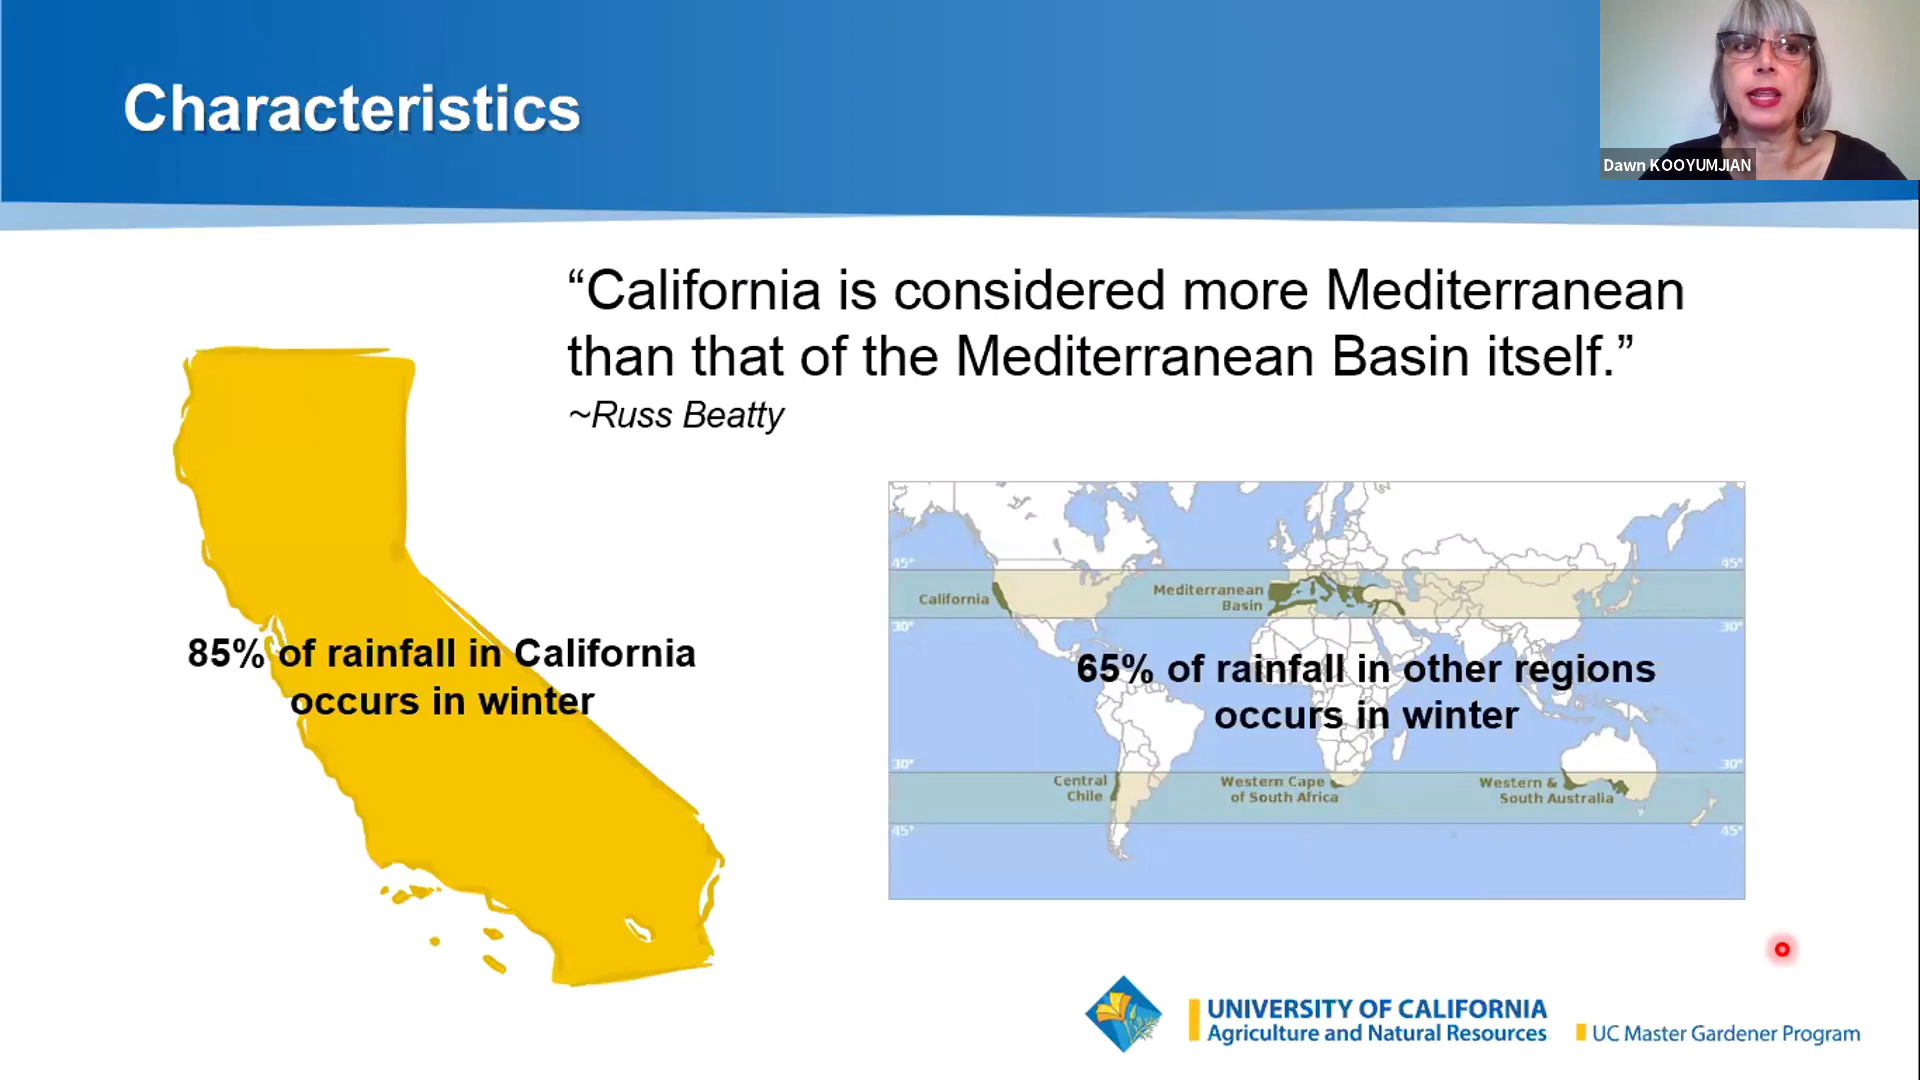 Characteristics
Dawn KOOYUMJIAN
“California is considered more Mediterranean
than that of the Mediterranean Basin itself.”
~Russ Beatty
85% of rainfall in California
occurs in winter
45°
45°
California
Mediterranean
Basin
30°
30°
65% of rainfall in other regions
occurs in winter
30°
30°
Central
Chile
Western Cape
of South Africa
Western &
South Australia
45°
45°
UNIVERSITY OF CALIFORNIA
Agriculture and Natural Resources
UC Master Gardener Program